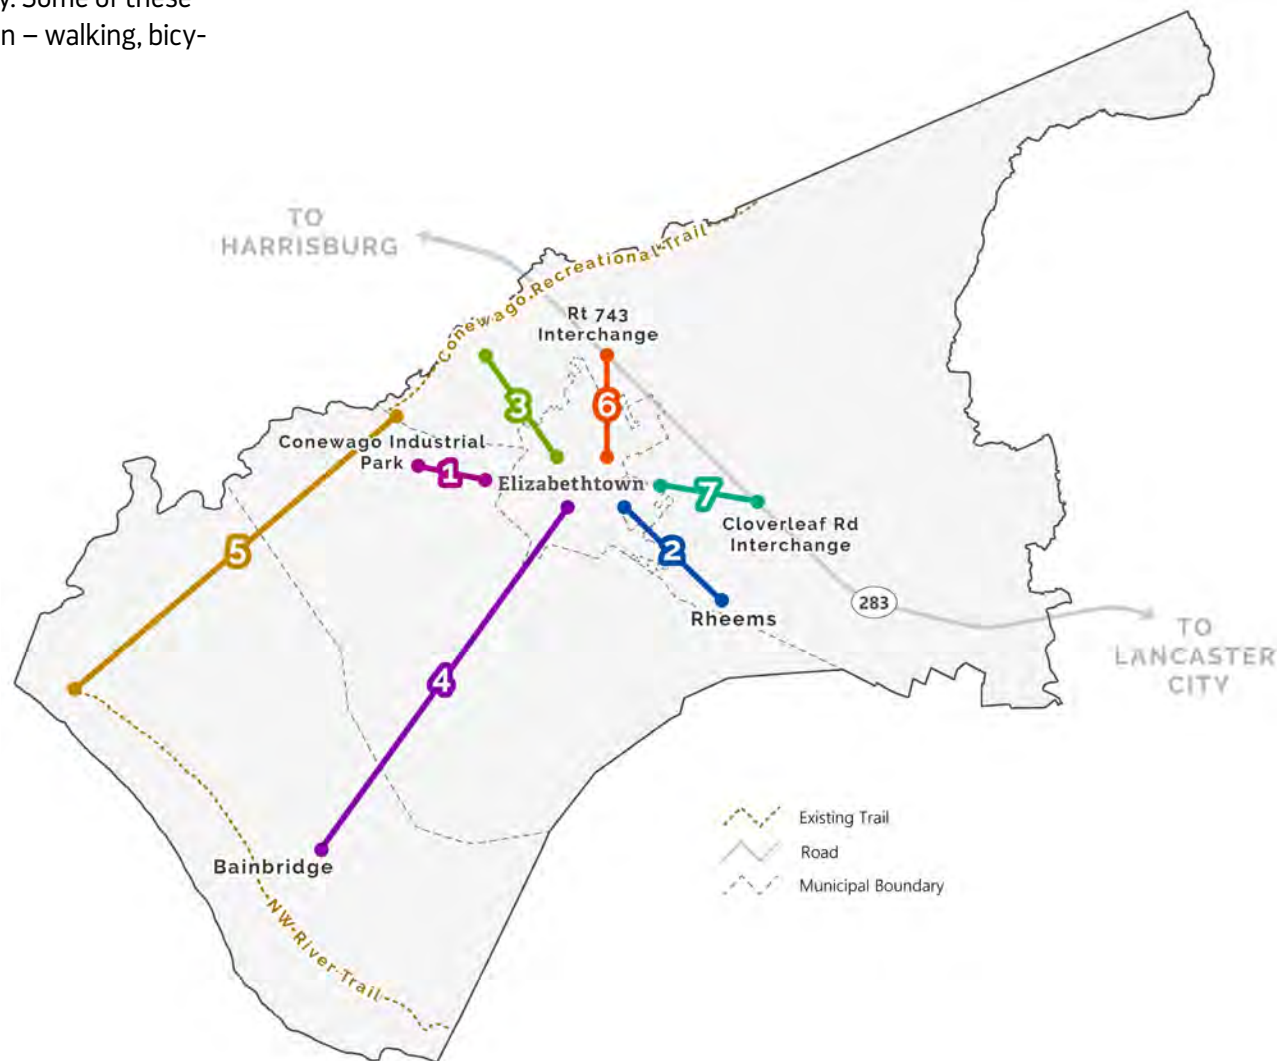 y. Some of these
n – walking, bicy-
TO
HARRISBURG
Conewago Recreational Trail
Rt 743
Interchange
3
6
Conewago Industrial
Park
1
Elizabethtown
7
Cloverleaf Rd
Interchange
5
2
283
Rheems
TO
LANCASTER
CITY
4
Existing Trail
Road
Municipal Boundary
Bainbridge
NW River Trail